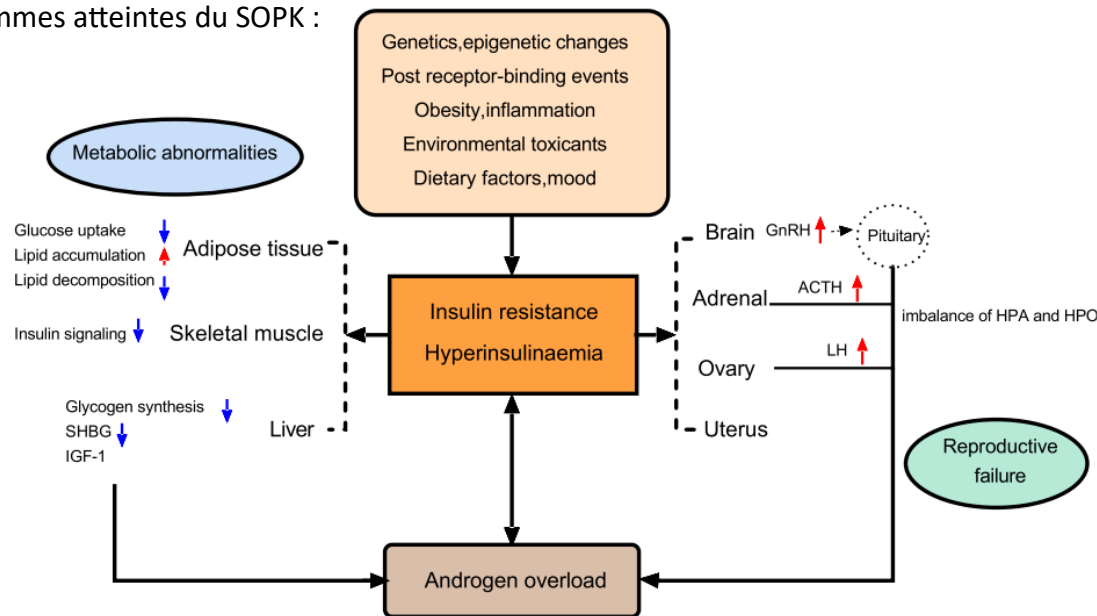 mmes atteintes du SOPK :
Genetics,epigenetic changes
Post receptor-binding events
Obesity,inflammation
Environmental toxicants
Dietary factors,mood
Metabolic abnormalities
Glucose uptake
Lipid accumulation
Lipid decomposition
Adipose tissue
Insulin signaling
Skeletal muscle
Glycogen synthesis
SHBG
IGF-1
Liver
Insulin resistance
Hyperinsulinaemia
Brain
GnRH
Pituitary
Adrenal
ACTH
imbalance of HPA and HPO
LH
Ovary
Uterus
Reproductive
failure
Androgen overload